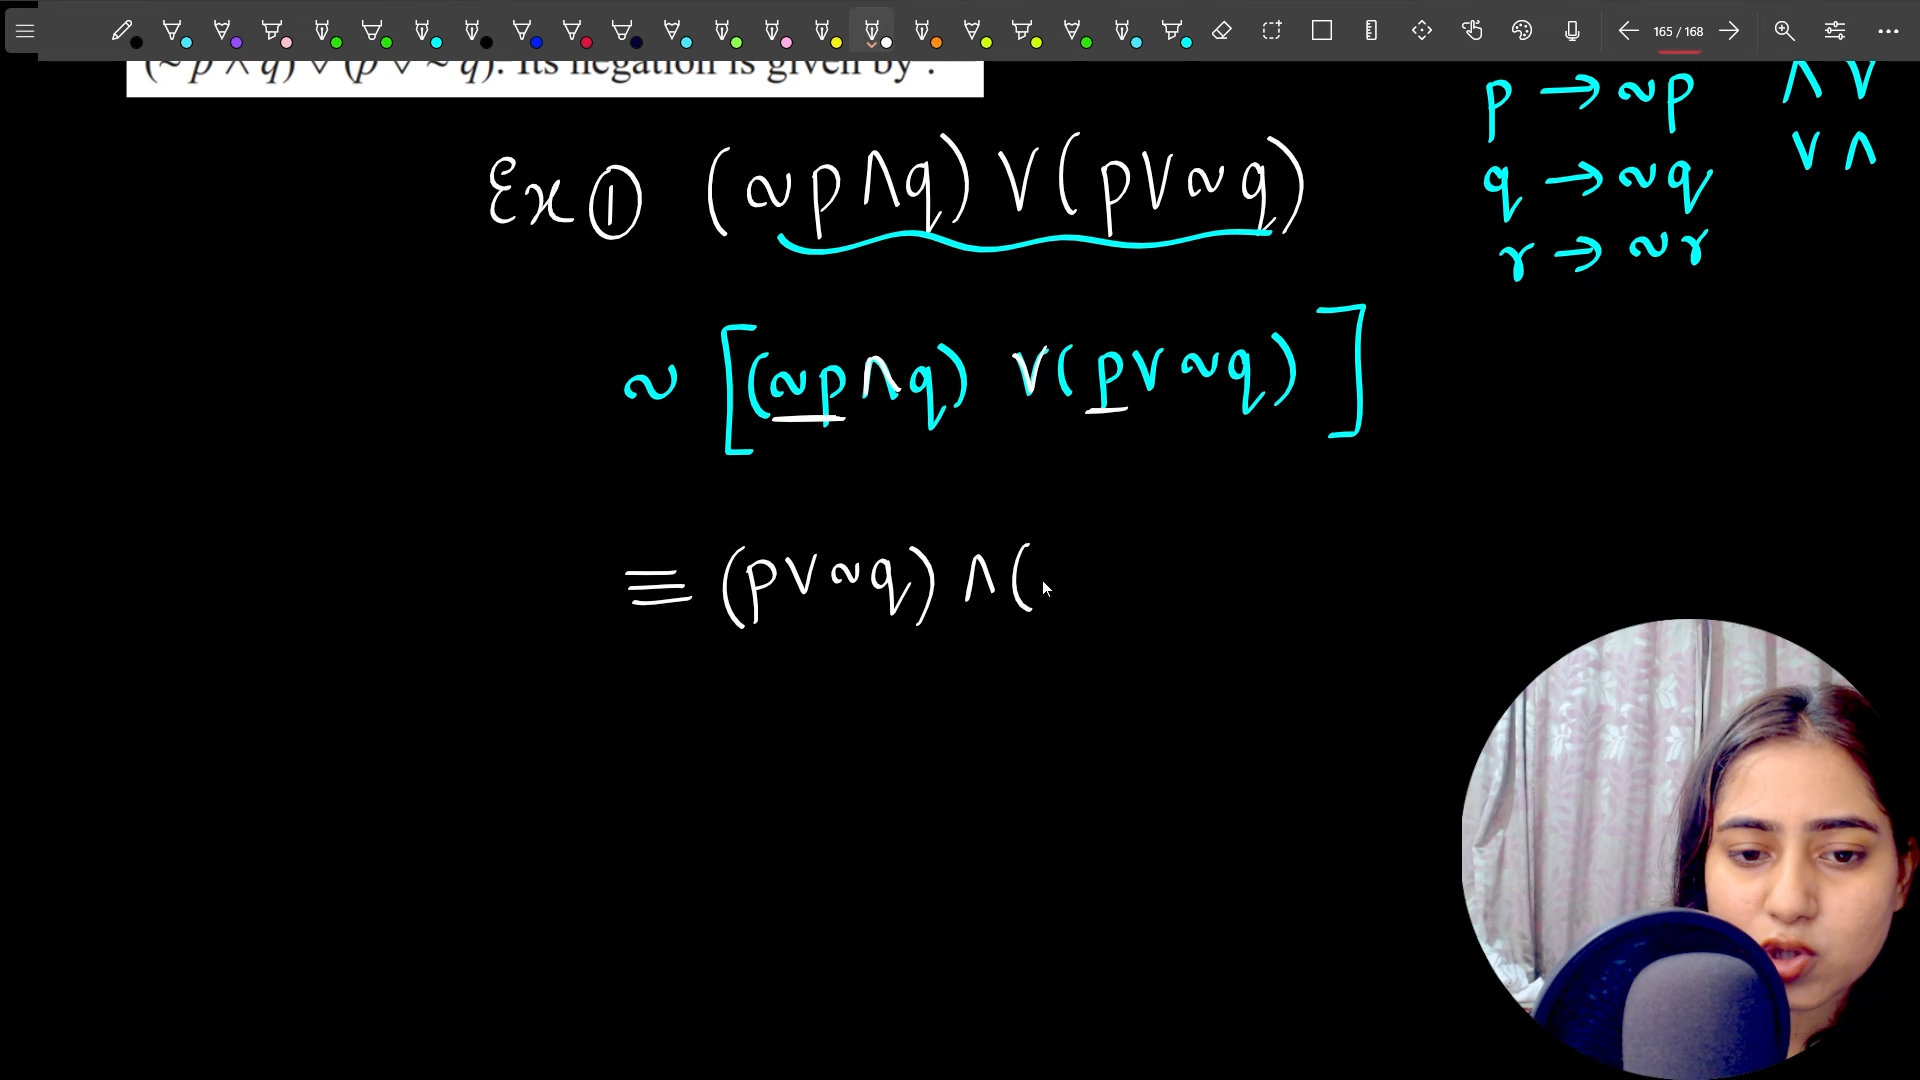 165 / 168
(~ p ∧ q) ∨ (p ∨ ~ q). Its negation is given by :
p → ~p ∧ ∨
q → ~q ∨ ∧
r → ~r
Ex ① (~p∧q) ∨ (p∨~q)
~ [(~p∧q) ∨ (p∨~q)]
≡ (p∨~q) ∧ (